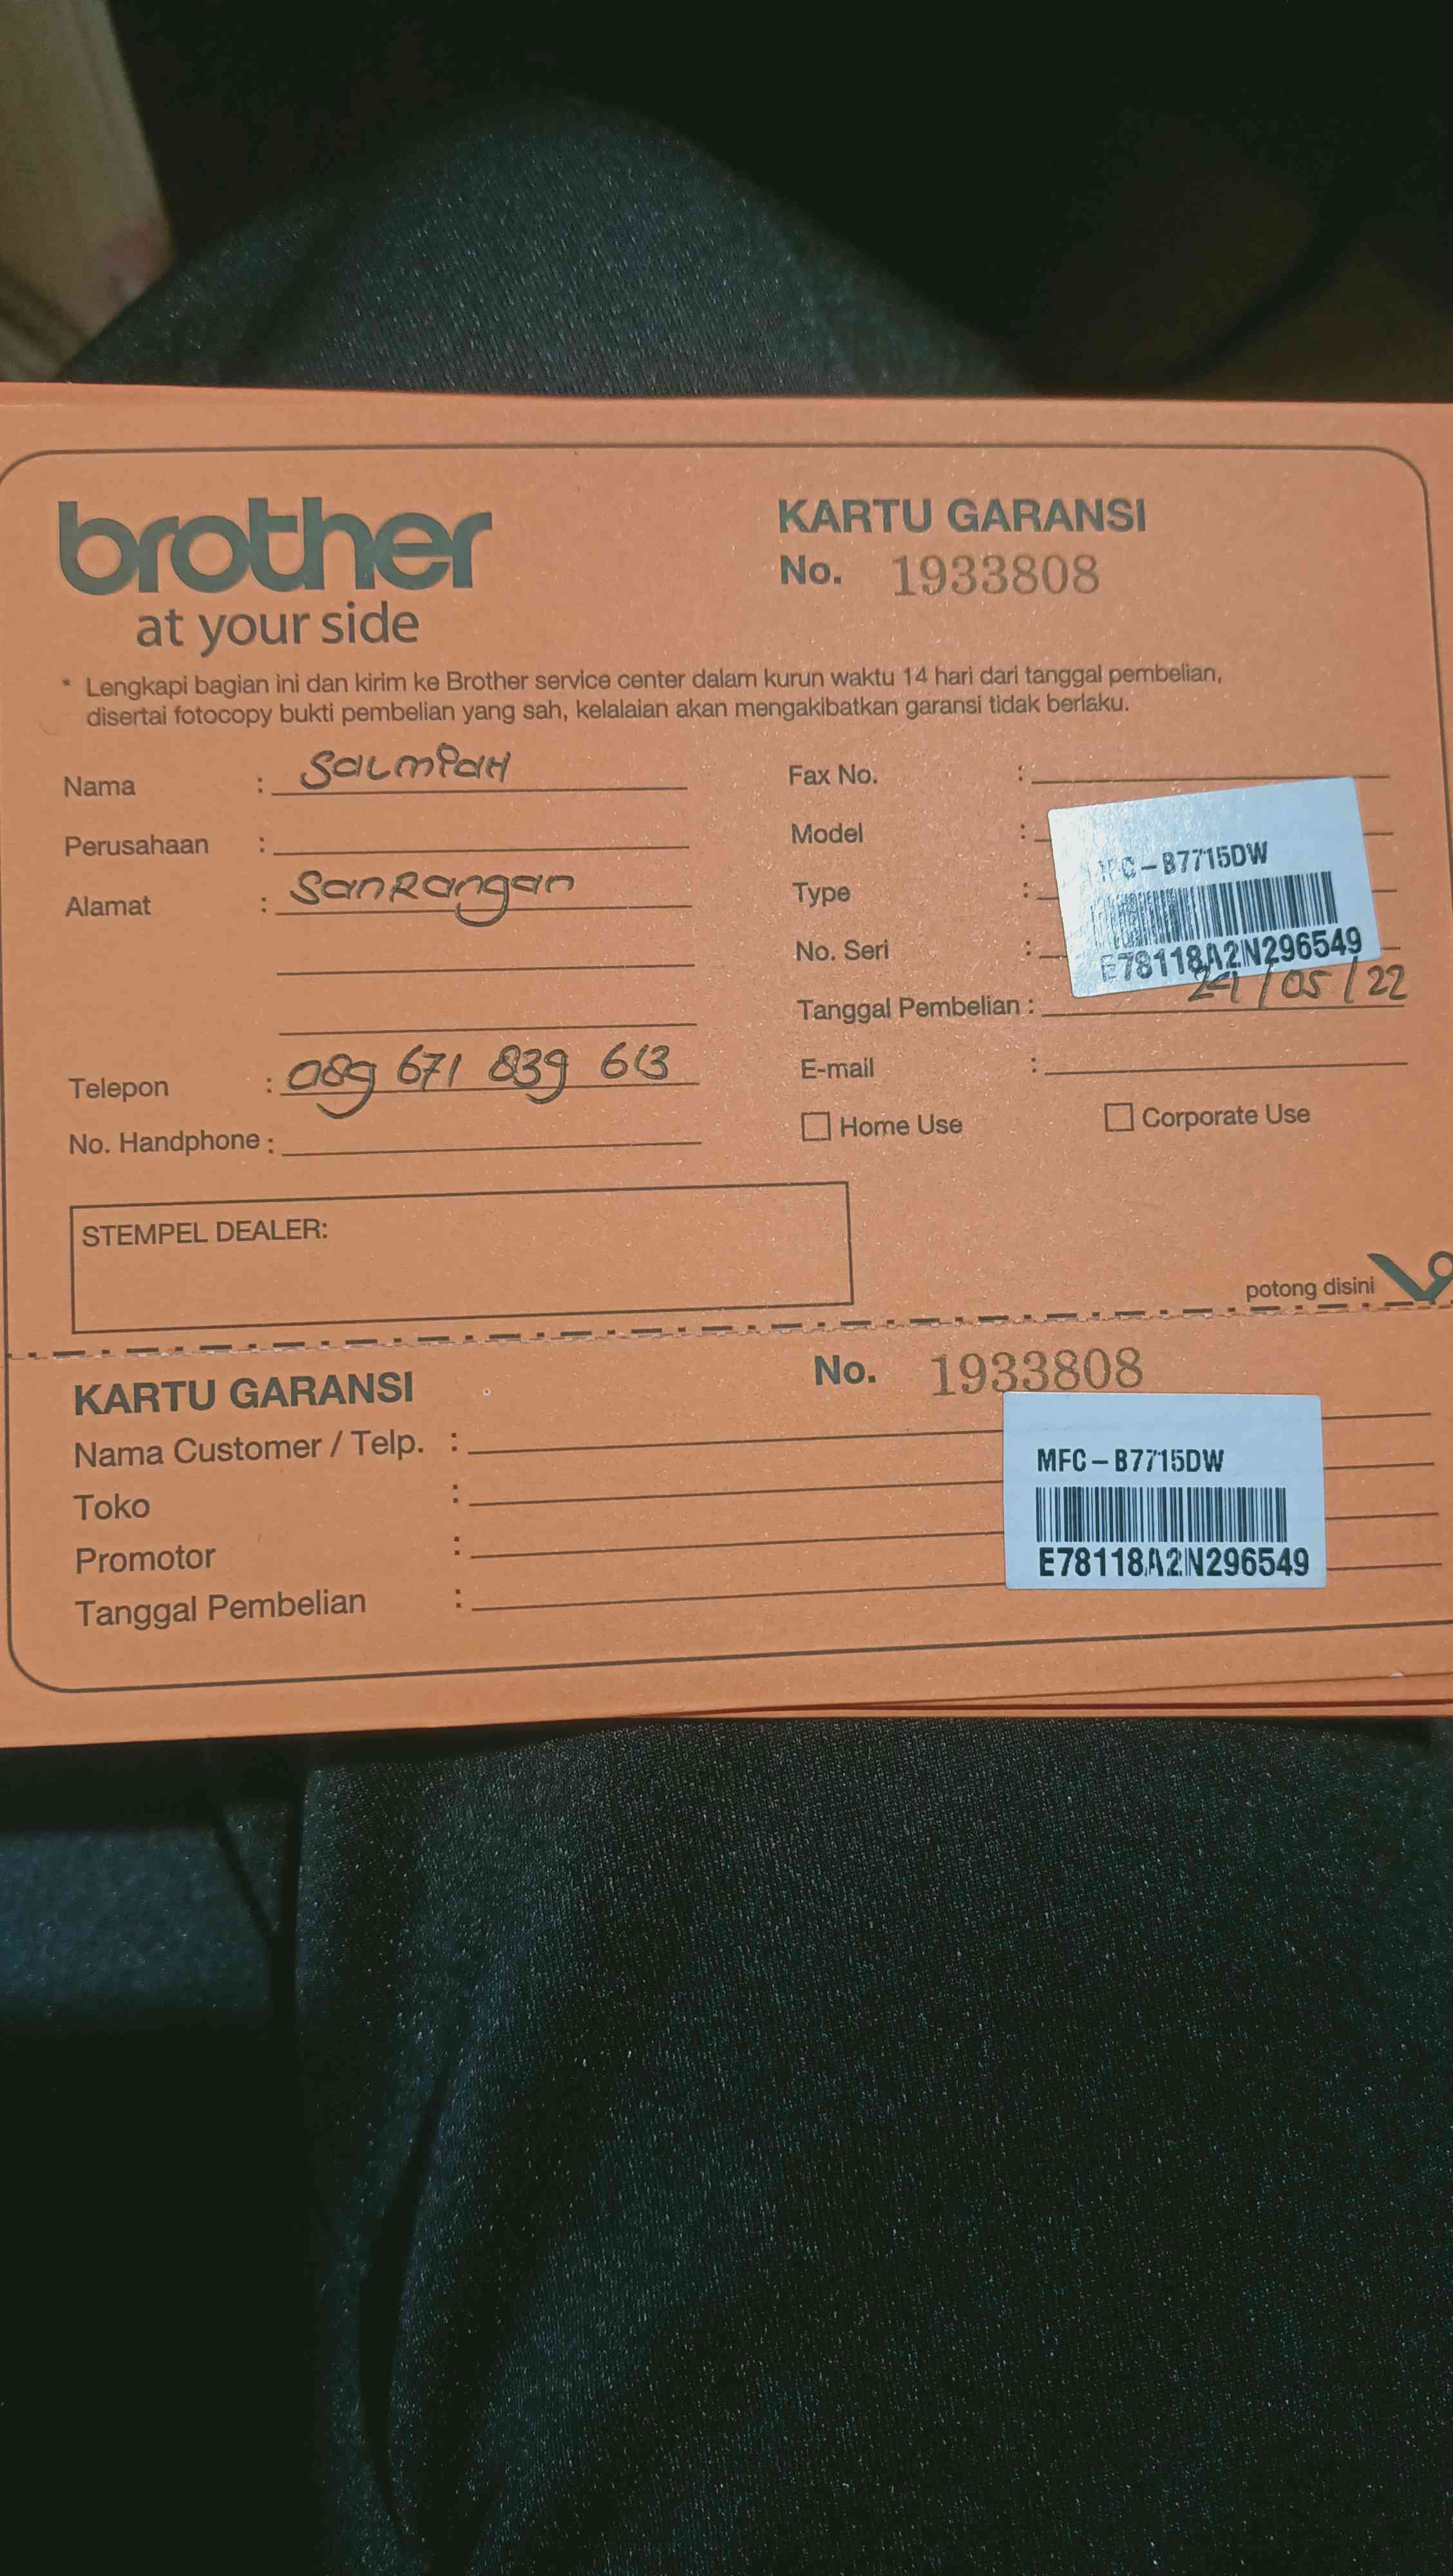 brother
at your side
KARTU GARANSI
No. 1933808
* Lengkapi bagian ini dan kirim ke Brother service center dalam kurun waktu 14 hari dari tanggal pembelian,
disertai fotocopy bukti pembelian yang sah, kelalaian akan mengakibatkan garansi tidak berlaku.
Nama : SaLmPaH
Perusahaan :
Alamat : SanRangan
Telepon : 089 671 839 613
No. Handphone :
Fax No. :
Model :
Type :
No. Seri :
MFC-B7715DW
E78118A2N296549
Tanggal Pembelian : 29/05/22
E-mail :
Home Use
Corporate Use
STEMPEL DEALER:
potong disini
KARTU GARANSI
No. 1933808
Nama Customer / Telp. :
Toko :
Promotor :
Tanggal Pembelian :
MFC-B7715DW
E78118A2N296549